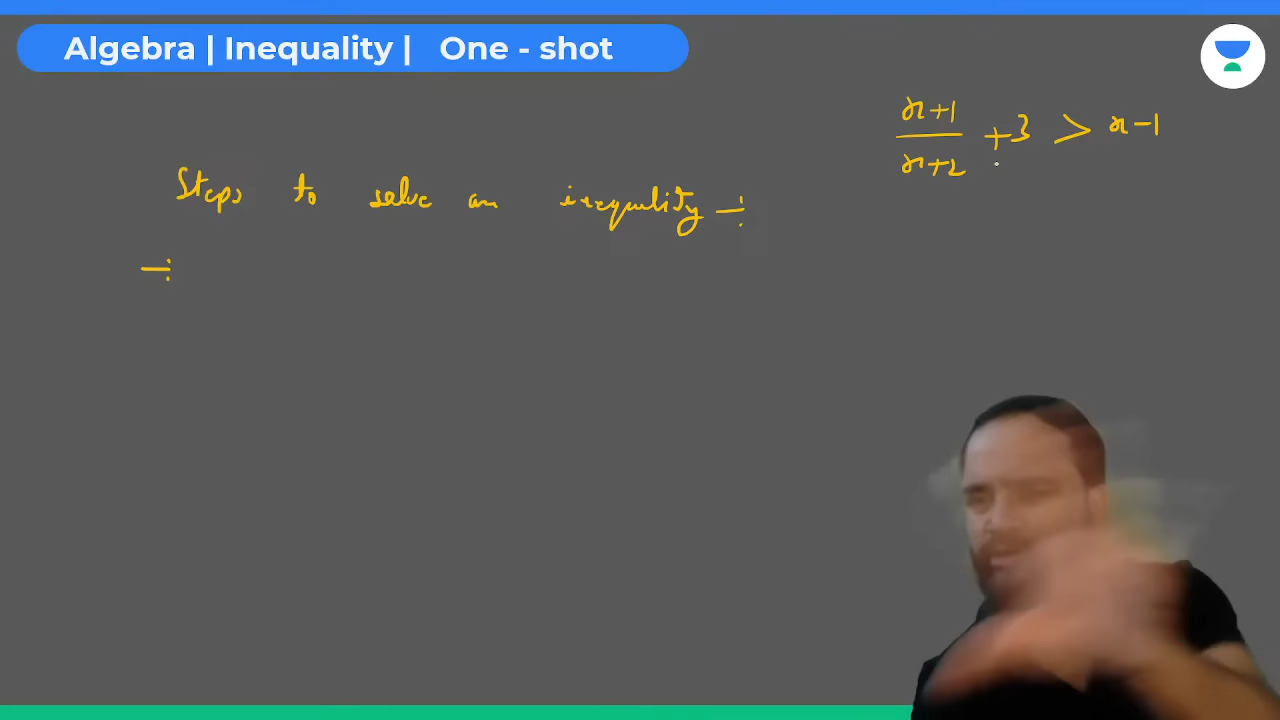 Algebra | Inequality | One - shot
x+1
x+2
+3 > x-1
Steps to solve an inequality ÷